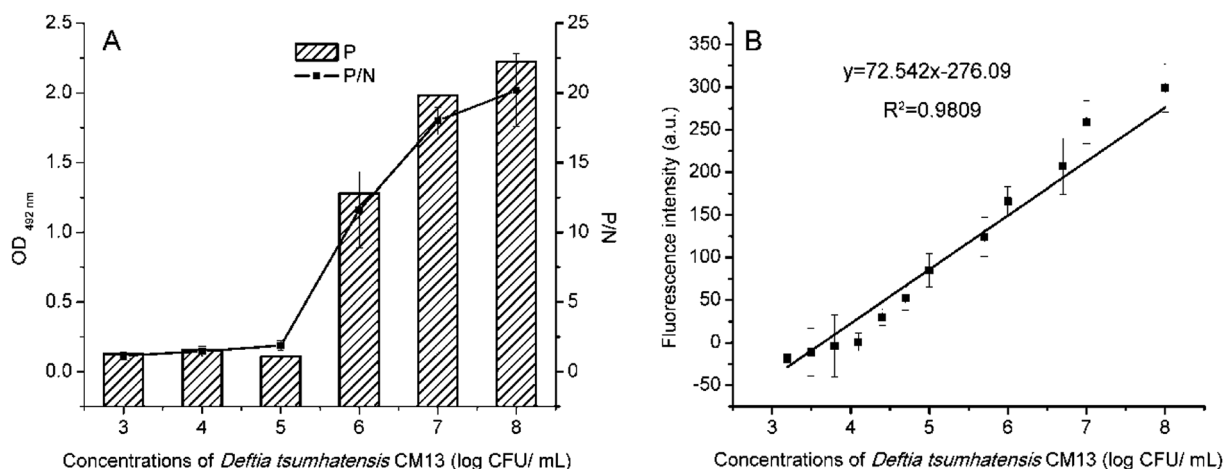 A
P
P/N
2.5
2.0
1.5
1.0
0.5
0.0
OD 492 nm
25
20
15
10
5
0
P/N
3 4 5 6 7 8
Concentrations of Deftia tsumhatensis CM13 (log CFU/ mL)
B
y=72.542x-276.09
R²=0.9809
350
300
250
200
150
100
50
0
-50
Fluorescence intensity (a.u.)
3 4 5 6 7 8
Concentrations of Deftia tsumhatensis CM13 (log CFU/ mL)